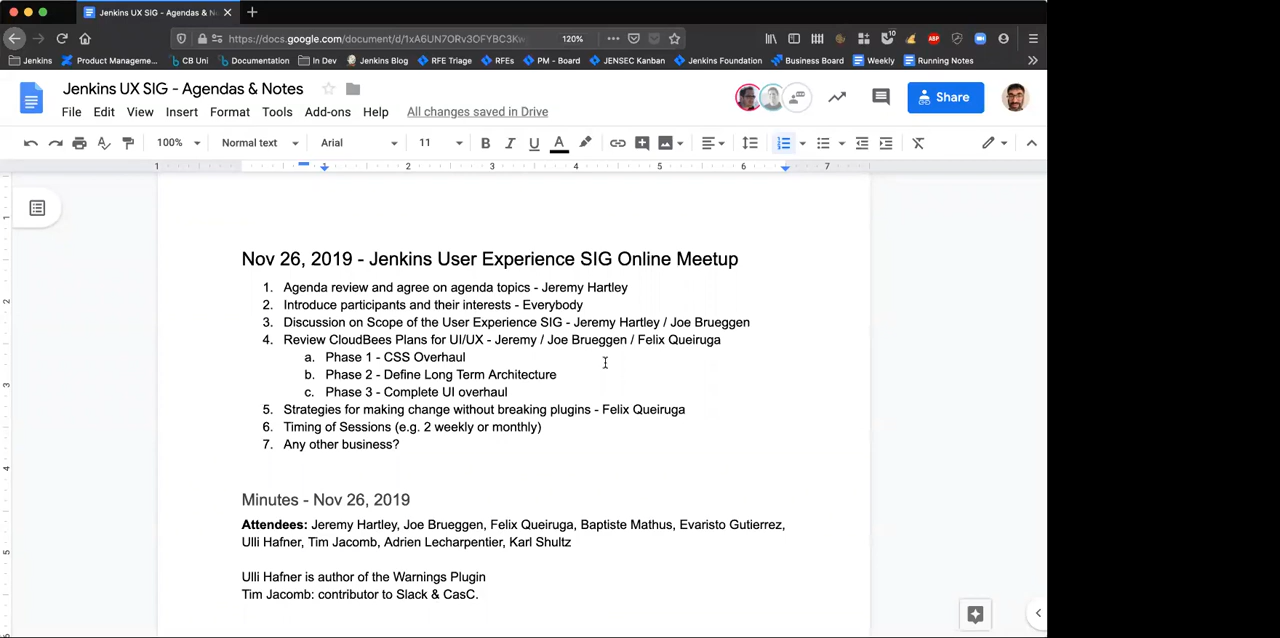 Jenkins UX SIG - Agendas & N
https://docs.google.com/document/d/1xA6UN7ORv3OFYBC3Kw
120%
Jenkins
Product Manageme...
CB Uni
Documentation
In Dev
Jenkins Blog
RFE Triage
RFEs
PM - Board
JENSEC Kanban
Jenkins Foundation
Business Board
Weekly
Running Notes
Jenkins UX SIG - Agendas & Notes
File Edit View Insert Format Tools Add-ons Help All changes saved in Drive
Share
100% Normal text Arial 11
1 1 2 3 4 5 6 7
Nov 26, 2019 - Jenkins User Experience SIG Online Meetup
1. Agenda review and agree on agenda topics - Jeremy Hartley
2. Introduce participants and their interests - Everybody
3. Discussion on Scope of the User Experience SIG - Jeremy Hartley / Joe Brueggen
4. Review CloudBees Plans for UI/UX - Jeremy / Joe Brueggen / Felix Queiruga
a. Phase 1 - CSS Overhaul
b. Phase 2 - Define Long Term Architecture
c. Phase 3 - Complete UI overhaul
5. Strategies for making change without breaking plugins - Felix Queiruga
6. Timing of Sessions (e.g. 2 weekly or monthly)
7. Any other business?
Minutes - Nov 26, 2019
Attendees: Jeremy Hartley, Joe Brueggen, Felix Queiruga, Baptiste Mathus, Evaristo Gutierrez,
Ulli Hafner, Tim Jacomb, Adrien Lecharpentier, Karl Shultz
Ulli Hafner is author of the Warnings Plugin
Tim Jacomb: contributor to Slack & CasC.